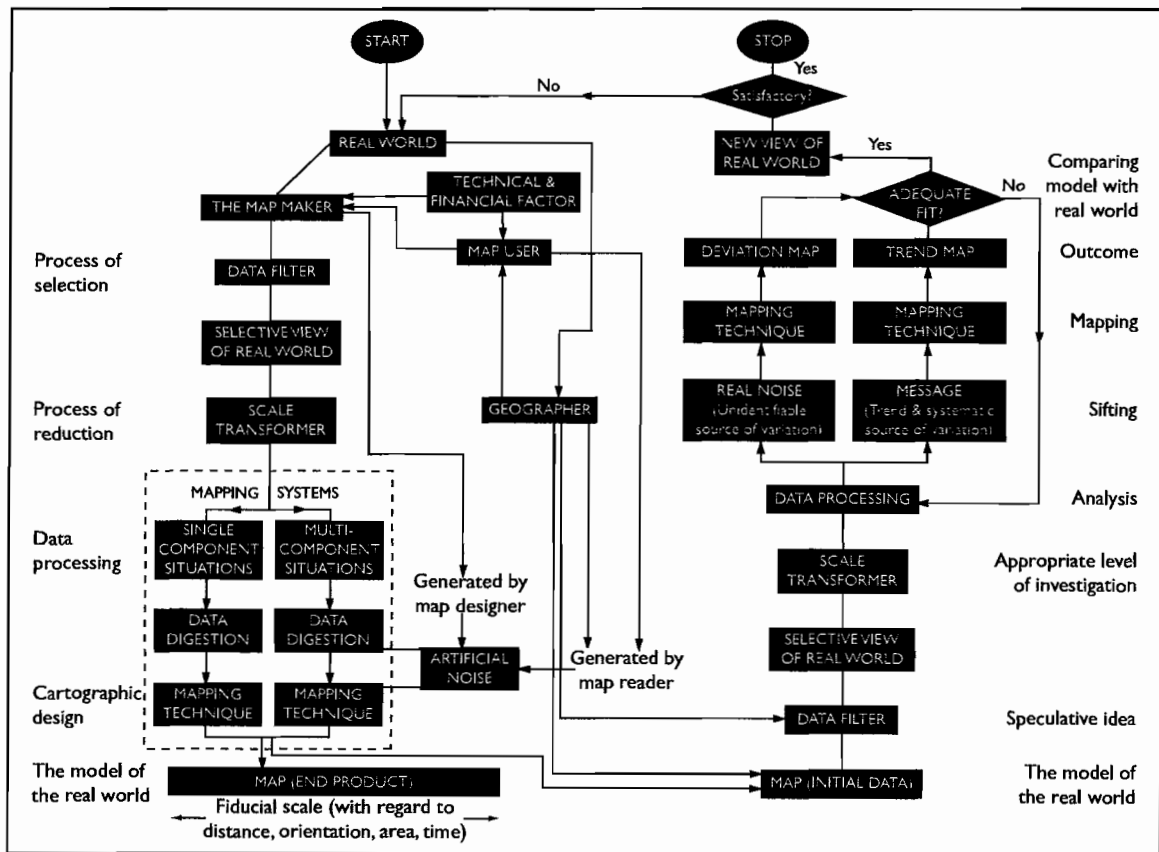 START
STOP
Yes
No
Satisfactory?
REAL WORLD
NEW VIEW OF
REAL WORLD
Yes
Comparing
model with
real world
TECHNICAL &
FINANCIAL FACTOR
ADEQUATE
FIT?
No
THE MAP MAKER
MAP USER
DEVIATION MAP
TREND MAP
Outcome
Process of
selection
DATA FILTER
MAPPING
TECHNIQUE
MAPPING
TECHNIQUE
Mapping
SELECTIVE VIEW
OF REAL WORLD
Process of
reduction
SCALE
TRANSFORMER
GEOGRAPHER
REAL NOISE
(Unident fiable
source of variation)
MESSAGE
(Trend & systematic
source of variation)
Sifting
MAPPING SYSTEMS
DATA PROCESSING
Analysis
Data
processing
SINGLE
COMPONENT
SITUATIONS
MULTI-
COMPONENT
SITUATIONS
Generated by
map designer
SCALE
TRANSFORMER
Appropriate level
of investigation
DATA
DIGESTION
DATA
DIGESTION
ARTIFICIAL
NOISE
Generated by
map reader
SELECTIVE VIEW
OF REAL WORLD
Cartographic
design
MAPPING
TECHNIQUE
MAPPING
TECHNIQUE
DATA FILTER
Speculative idea
The model of
the real world
MAP (END PRODUCT)
MAP (INITIAL DATA)
The model of
the real world
Fiducial scale (with regard to
distance, orientation, area, time)